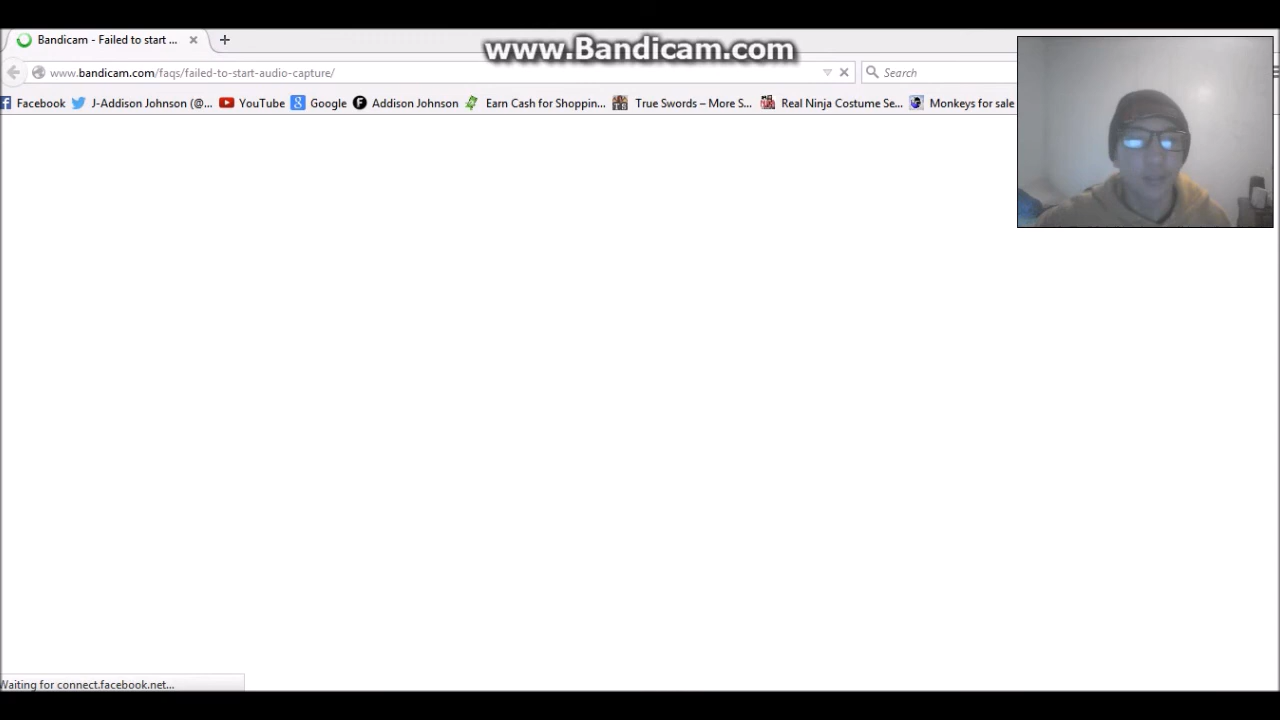 www.Bandicam.com
Bandicam - Failed to start ...
www.bandicam.com/faqs/failed-to-start-audio-capture/
Search
Facebook J-Addison Johnson (@... YouTube Google Addison Johnson Earn Cash for Shoppin... True Swords – More S... Real Ninja Costume Se... Monkeys for sale
Waiting for connect.facebook.net...